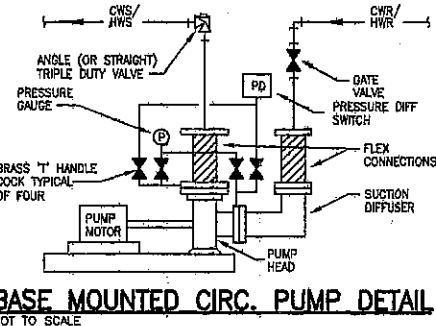 CWS/
HWS
CWR/
HWR
ANGLE (OR STRAIGHT)
TRIPLE DUTY VALVE
PRESSURE
GAUGE
P
PD
GATE
VALVE
PRESSURE DIFF
SWITCH
FLEX
CONNECTIONS
BRASS 'T' HANDLE
COCK TYPICAL
OF FOUR
SUCTION
DIFFUSER
PUMP
MOTOR
PUMP
HEAD
BASE MOUNTED CIRC. PUMP DETAIL
OT TO SCALE